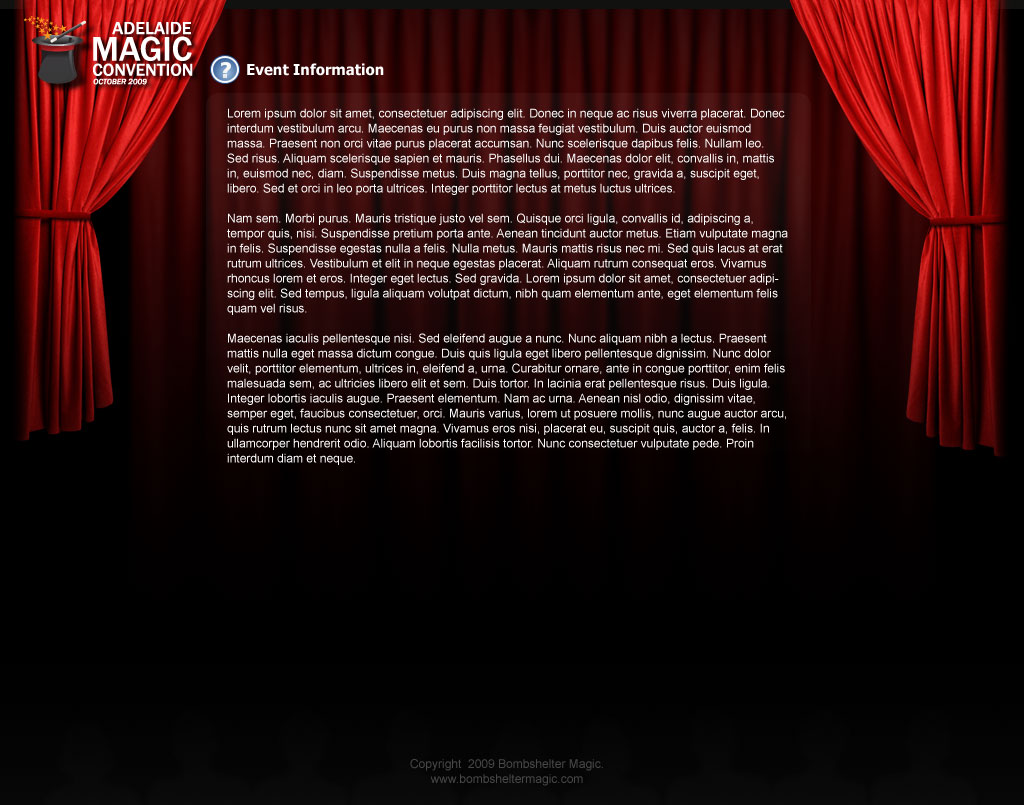 ADELAIDE
MAGIC
CONVENTION
OCTOBER 2009
? Event Information
Lorem ipsum dolor sit amet, consectetuer adipiscing elit. Donec in neque ac risus viverra placerat. Donec
interdum vestibulum arcu. Maecenas eu purus non massa feugiat vestibulum. Duis auctor euismod
massa. Praesent non orci vitae purus placerat accumsan. Nunc scelerisque dapibus felis. Nullam leo.
Sed risus. Aliquam scelerisque sapien et mauris. Phasellus dui. Maecenas dolor elit, convallis in, mattis
in, euismod nec, diam. Suspendisse metus. Duis magna tellus, porttitor nec, gravida a, suscipit eget,
libero. Sed et orci in leo porta ultrices. Integer porttitor lectus at metus luctus ultrices.
Nam sem. Morbi purus. Mauris tristique justo vel sem. Quisque orci ligula, convallis id, adipiscing a,
tempor quis, nisi. Suspendisse pretium porta ante. Aenean tincidunt auctor metus. Etiam vulputate magna
in felis. Suspendisse egestas nulla a felis. Nulla metus. Mauris mattis risus nec mi. Sed quis lacus at erat
rutrum ultrices. Vestibulum et elit in neque egestas placerat. Aliquam rutrum consequat eros. Vivamus
rhoncus lorem et eros. Integer eget lectus. Sed gravida. Lorem ipsum dolor sit amet, consectetuer adipi-
scing elit. Sed tempus, ligula aliquam volutpat dictum, nibh quam elementum ante, eget elementum felis
quam vel risus.
Maecenas iaculis pellentesque nisi. Sed eleifend augue a nunc. Nunc aliquam nibh a lectus. Praesent
mattis nulla eget massa dictum congue. Duis quis ligula eget libero pellentesque dignissim. Nunc dolor
velit, porttitor elementum, ultrices in, eleifend a, urna. Curabitur ornare, ante in congue porttitor, enim felis
malesuada sem, ac ultricies libero elit et sem. Duis tortor. In lacinia erat pellentesque risus. Duis ligula.
Integer lobortis iaculis augue. Praesent elementum. Nam ac urna. Aenean nisl odio, dignissim vitae,
semper eget, faucibus consectetuer, orci. Mauris varius, lorem ut posuere mollis, nunc augue auctor arcu,
quis rutrum lectus nunc sit amet magna. Vivamus eros nisi, placerat eu, suscipit quis, auctor a, felis. In
ullamcorper hendrerit odio. Aliquam lobortis facilisis tortor. Nunc consectetuer vulputate pede. Proin
interdum diam et neque.
Copyright 2009 Bombshelter Magic.
www.bombsheltermagic.com